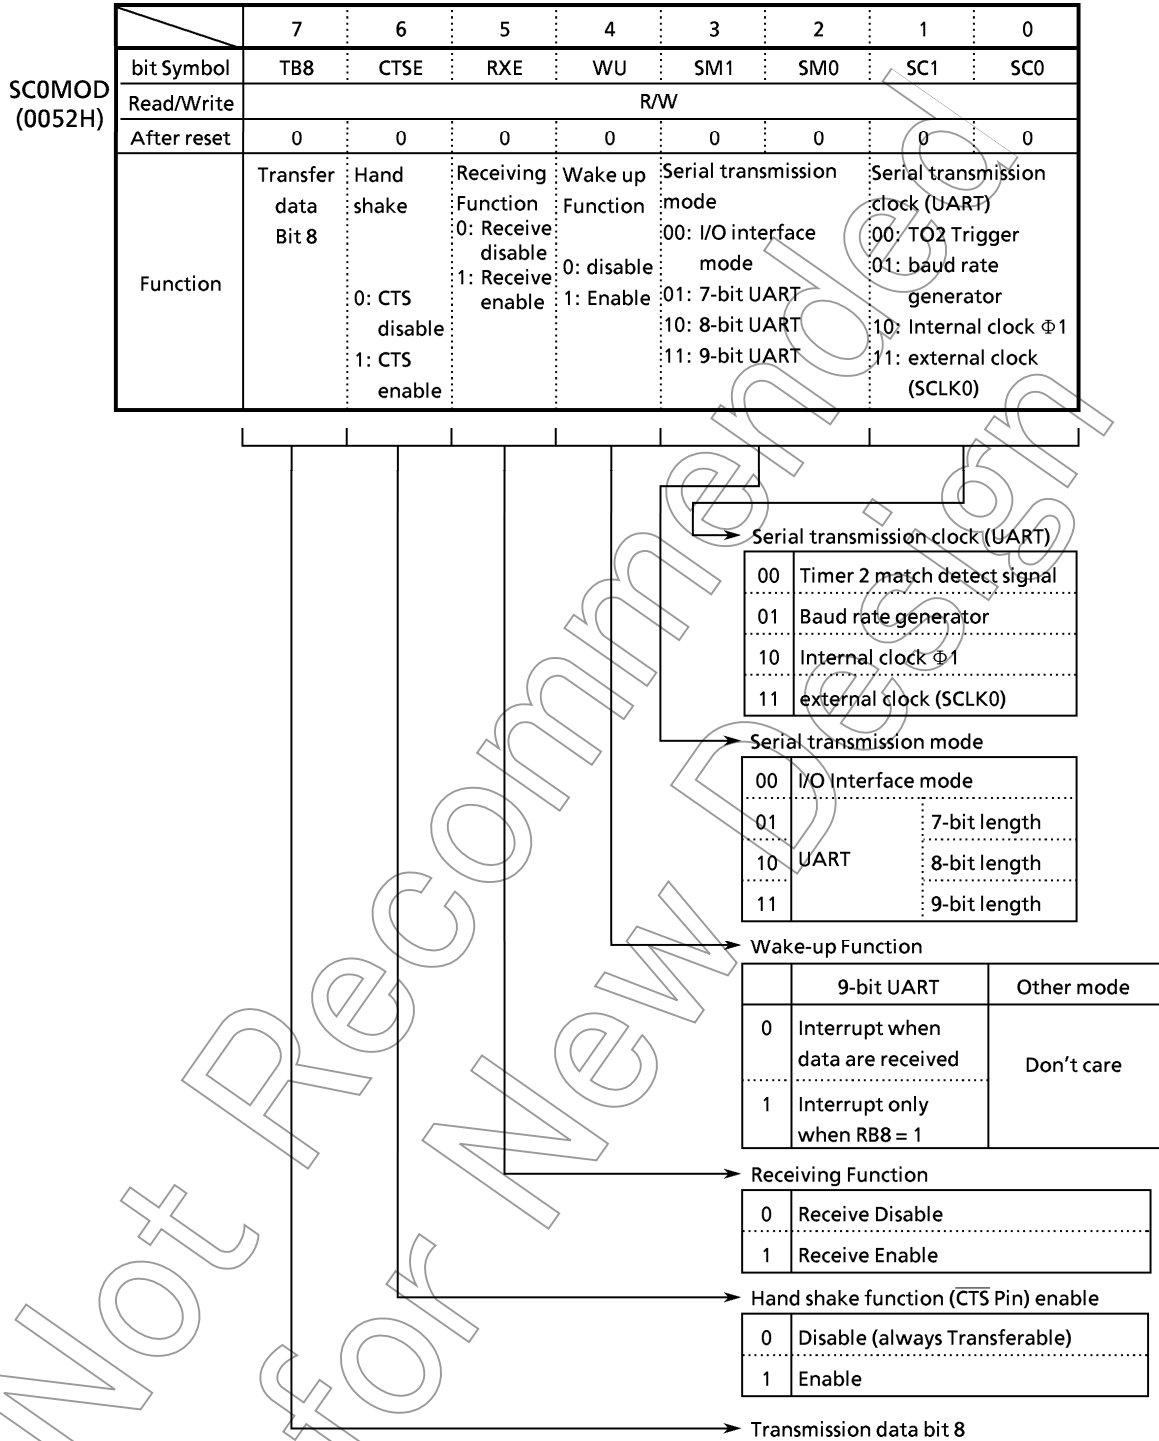 7 6 5 4 3 2 1 0
SC0MOD
(0052H)
bit Symbol TB8 CTSE RXE WU SM1 SM0 SC1 SC0
Read/Write R/W
After reset 0 0 0 0 0 0 0 0
Function
Transfer
data
Bit 8
Hand
shake
0: CTS
disable
1: CTS
enable
Receiving
Function
0: Receive
disable
1: Receive
enable
Wake up
Function
0: disable
1: Enable
Serial transmission
mode
00: I/O interface
mode
01: 7-bit UART
10: 8-bit UART
11: 9-bit UART
Serial transmission
clock (UART)
00: TO2 Trigger
01: baud rate
generator
10: Internal clock Φ1
11: external clock
(SCLK0)
Serial transmission clock (UART)
00 Timer 2 match detect signal
01 Baud rate generator
10 Internal clock Φ1
11 external clock (SCLK0)
Serial transmission mode
00 I/O Interface mode
01 7-bit length
10 UART 8-bit length
11 9-bit length
Wake-up Function
9-bit UART Other mode
0 Interrupt when
data are received
Don't care
1 Interrupt only
when RB8 = 1
Receiving Function
0 Receive Disable
1 Receive Enable
Hand shake function (CTS Pin) enable
0 Disable (always Transferable)
1 Enable
Transmission data bit 8
Not Recommended
for New Design